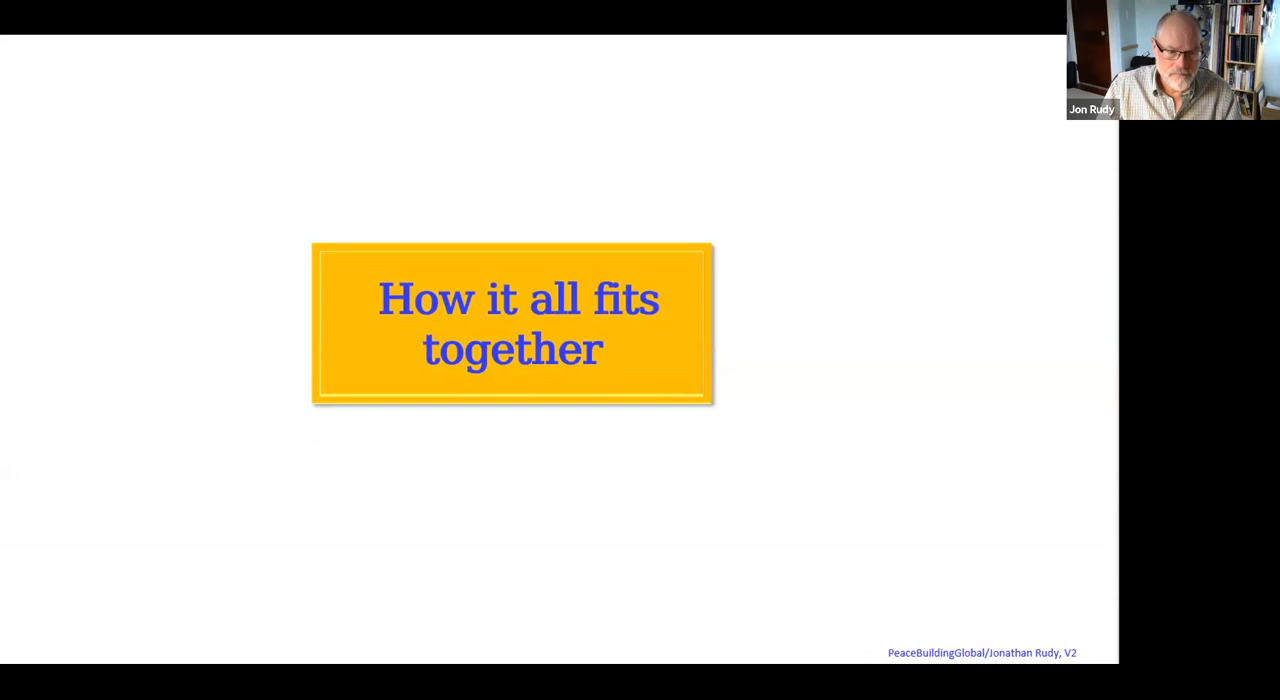 Jon Rudy
How it all fits
together
PeaceBuildingGlobal/Jonathan Rudy, V2